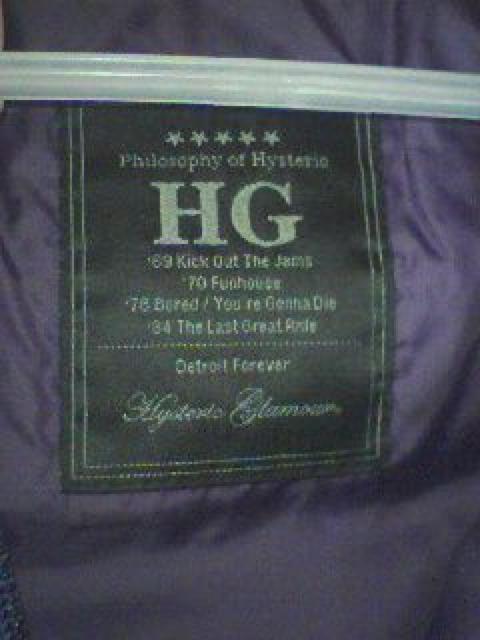 ★★★★★
Philosophy of Hysteric
HG
'69 Kick Out The Jams
'70 Funhouse
'78 Bored / You're Gonna Die
'84 The Last Great Ride
Detroit Forever
Hysteric Glamour